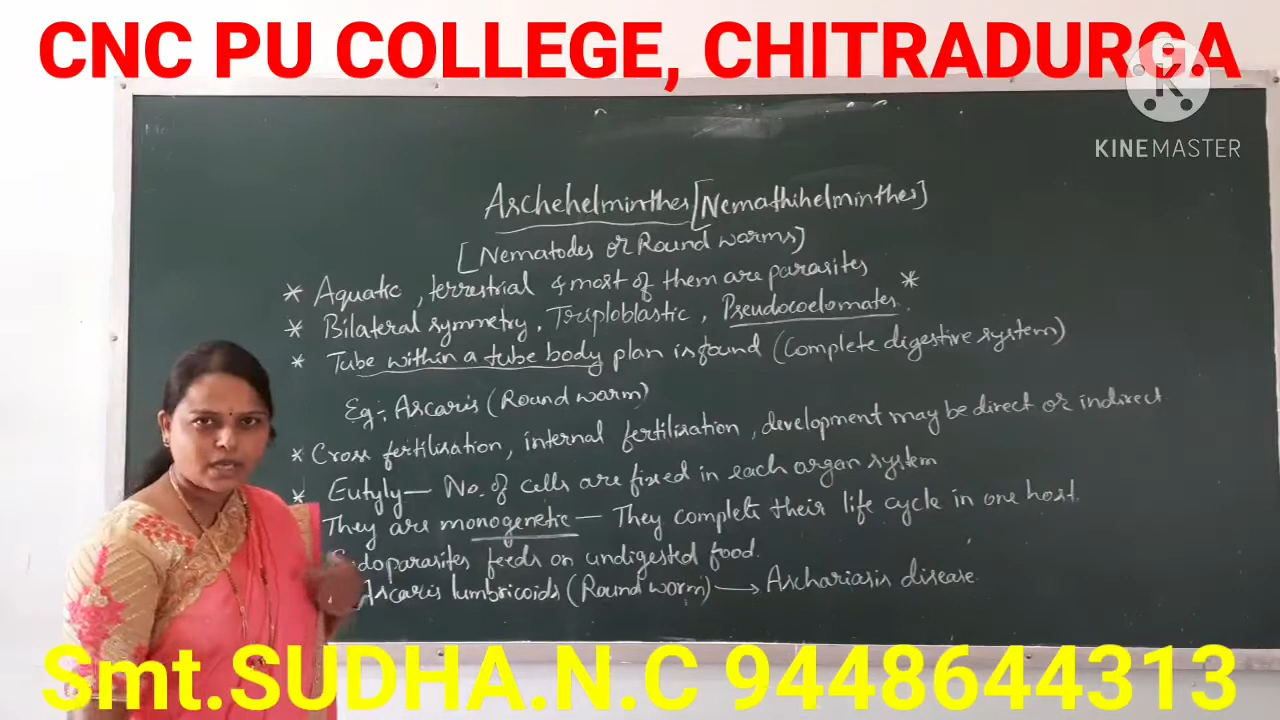 CNC PU COLLEGE, CHITRADURGA
K
KINEMASTER
Aschehelminthes [Nemathihelminthes]
[Nematodes or Round worms]
* Aquatic, terrestrial & most of them are parasites
* Bilateral symmetry, Triploblastic, Pseudocoelomates. *
* Tube within a tube body plan is found (Complete digestive system)
Eg:- Ascaris (Round worm)
* Cross fertilisation, internal fertilisation, development may be direct or indirect
* Eutyly— No. of cells are fixed in each organ system
They are monogenetic — They complete their life cycle in one host.
Endoparasites feeds on undigested food.
Ascaris lumbricoids (Round worm) → Aschariasis disease.
Smt.SUDHA.N.C 9448644313